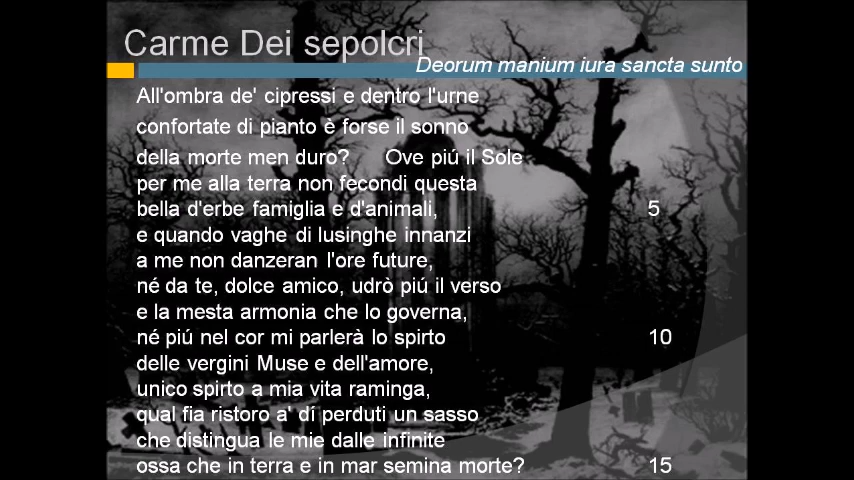 Carme Dei sepolcri
Deorum manium iura sancta sunto
All'ombra de' cipressi e dentro l'urne
confortate di pianto è forse il sonno
della morte men duro? Ove piú il Sole
per me alla terra non fecondi questa
bella d'erbe famiglia e d'animali, 5
e quando vaghe di lusinghe innanzi
a me non danzeran l'ore future,
né da te, dolce amico, udrò piú il verso
e la mesta armonia che lo governa,
né piú nel cor mi parlerà lo spirto 10
delle vergini Muse e dell'amore,
unico spirto a mia vita raminga,
qual fia ristoro a' dí perduti un sasso
che distingua le mie dalle infinite
ossa che in terra e in mar semina morte? 15